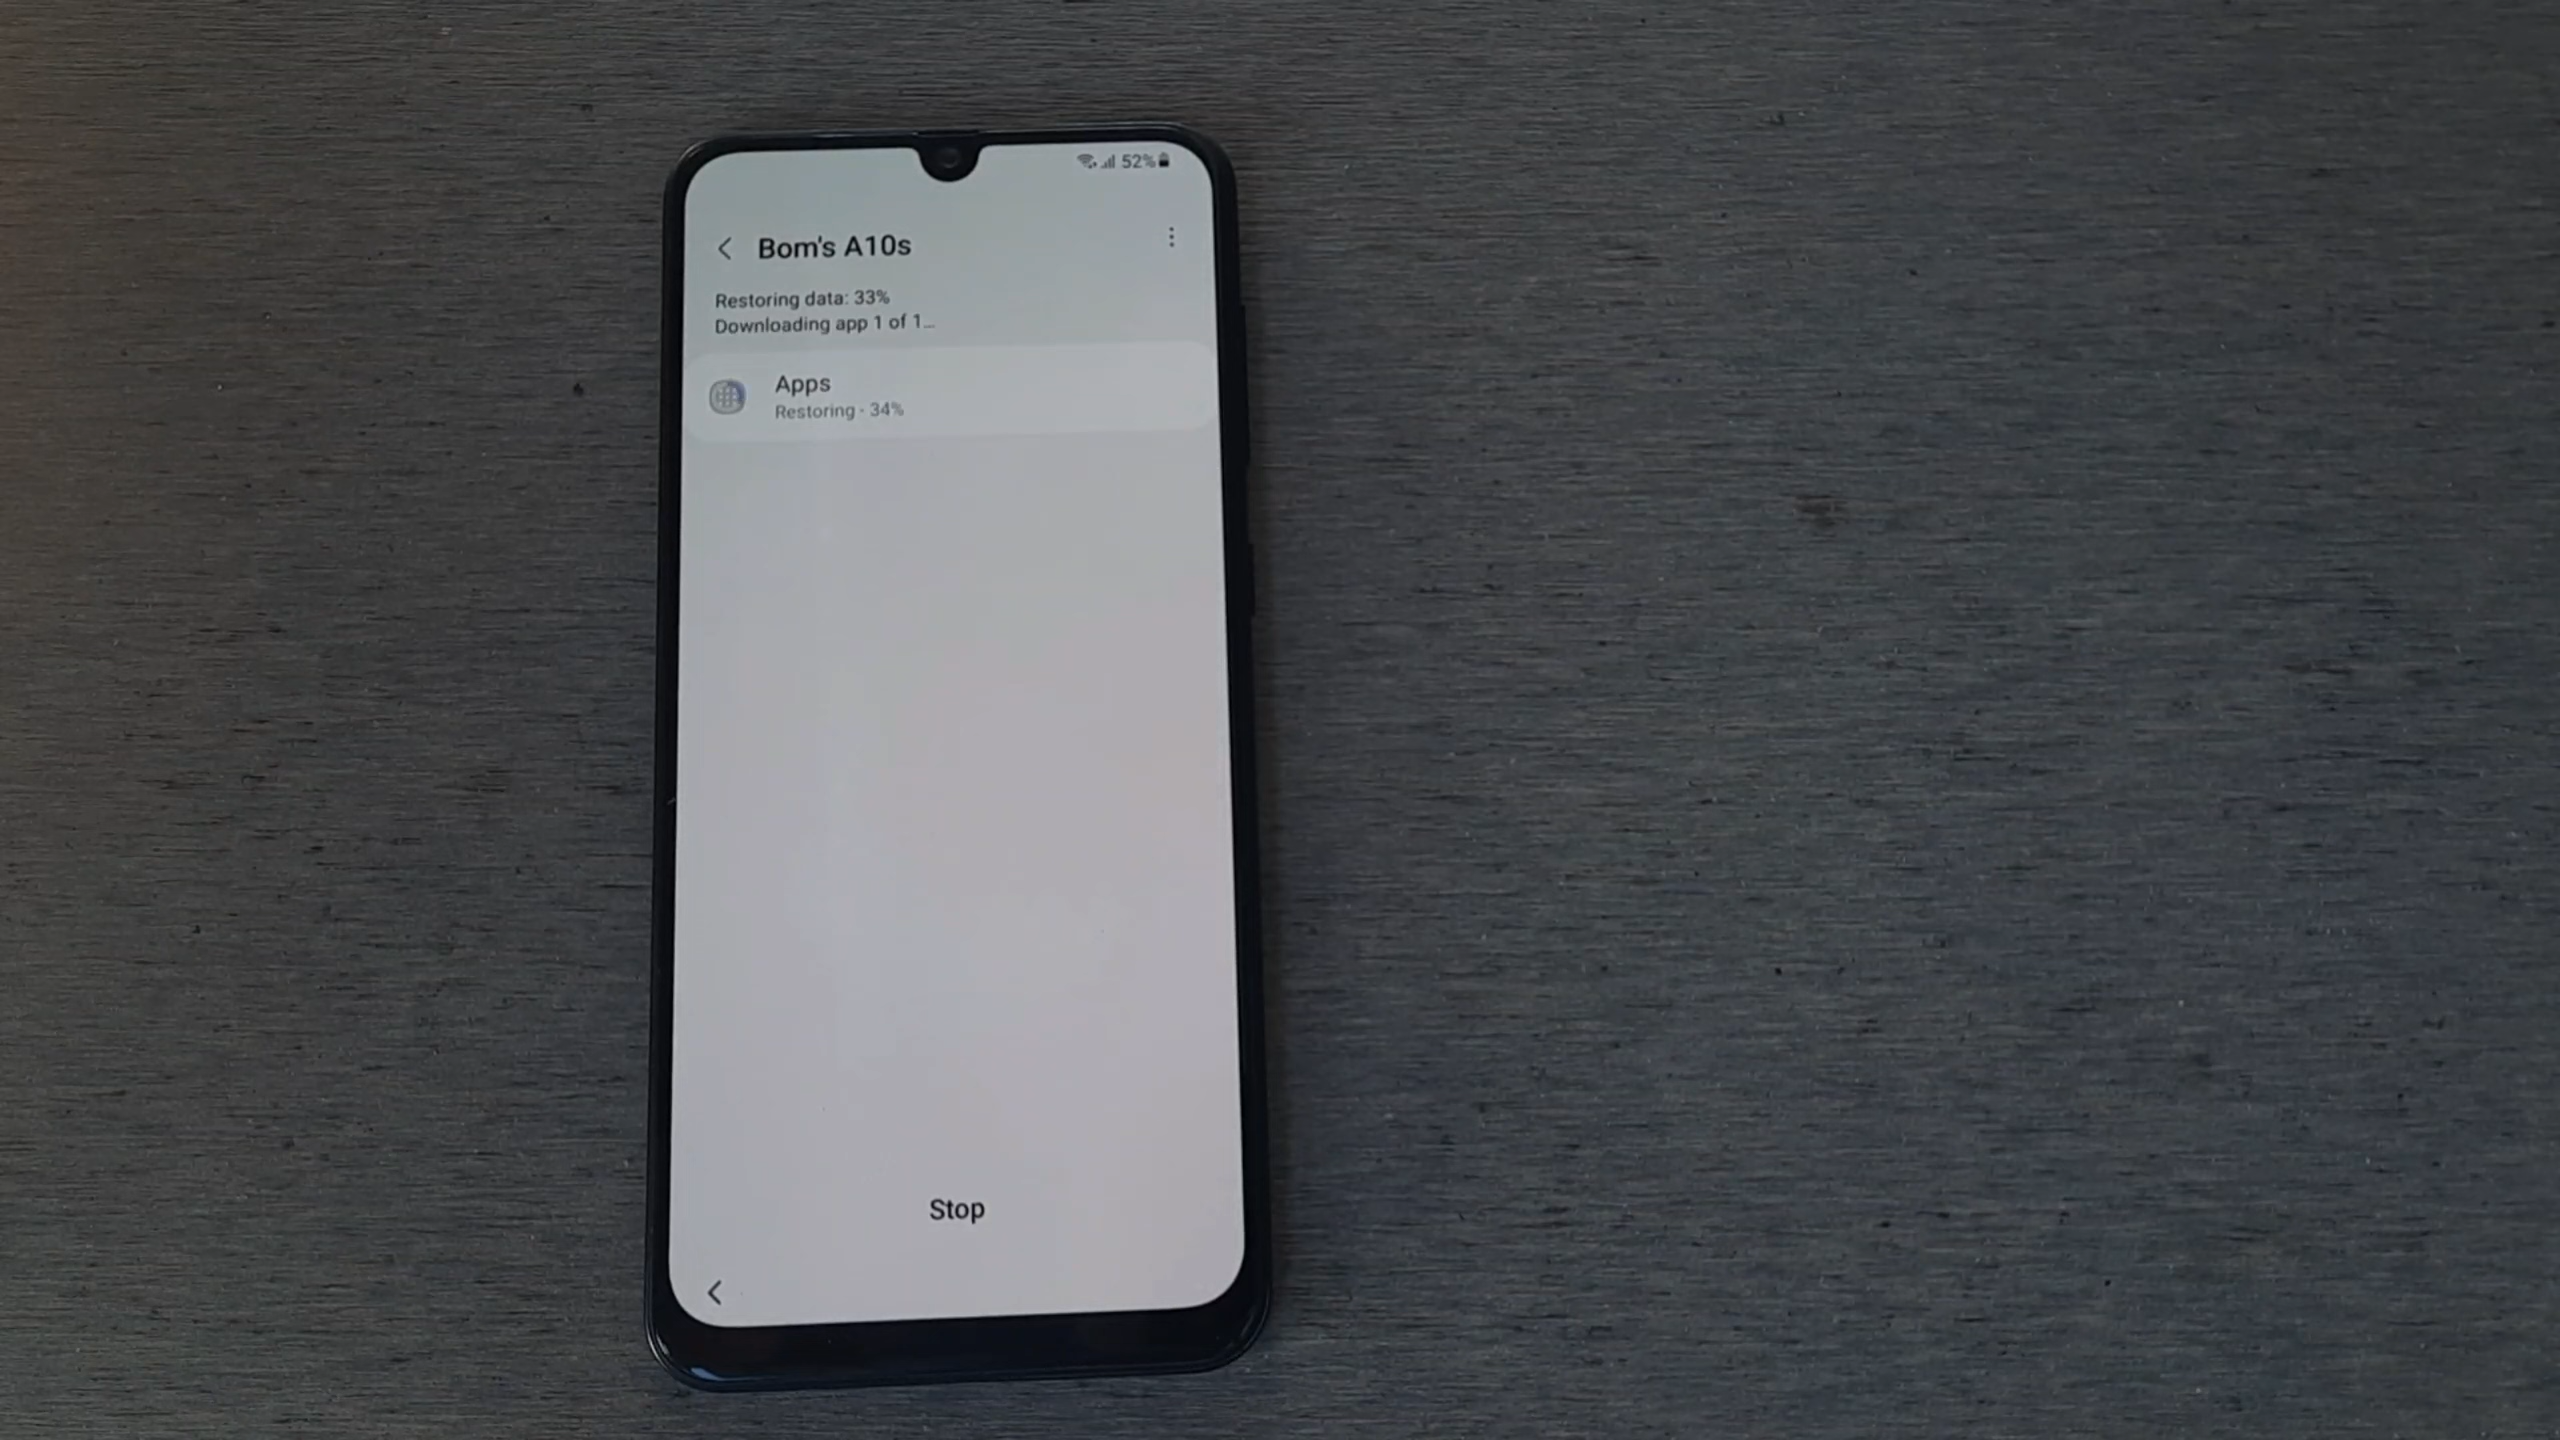 52%
Bom's A10s
Restoring data: 33%
Downloading app 1 of 1...
Apps
Restoring - 34%
Stop